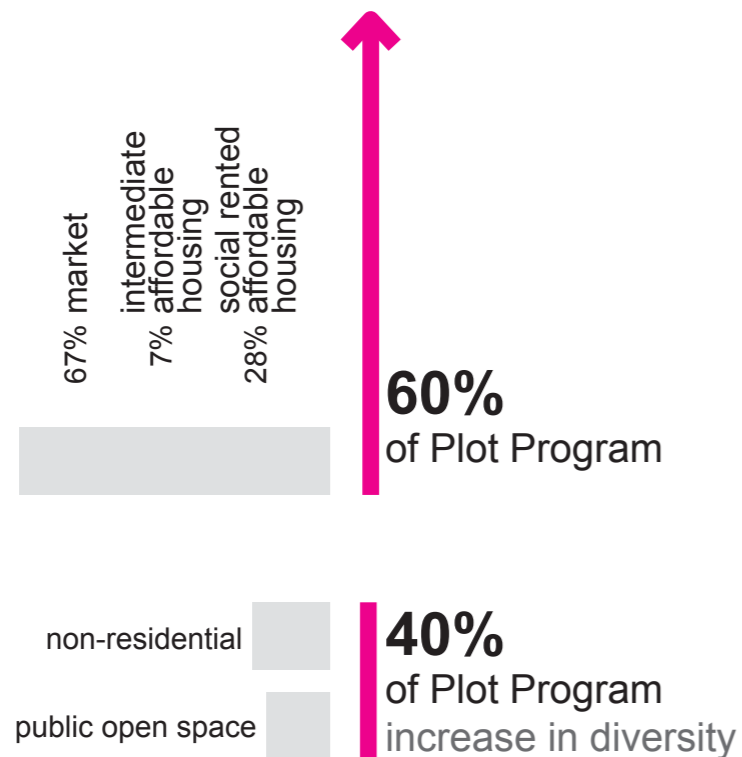 67% market
intermediate
7% affordable
housing
social rented
28% affordable
housing
60%
of Plot Program
non-residential
40%
of Plot Program
public open space
increase in diversity